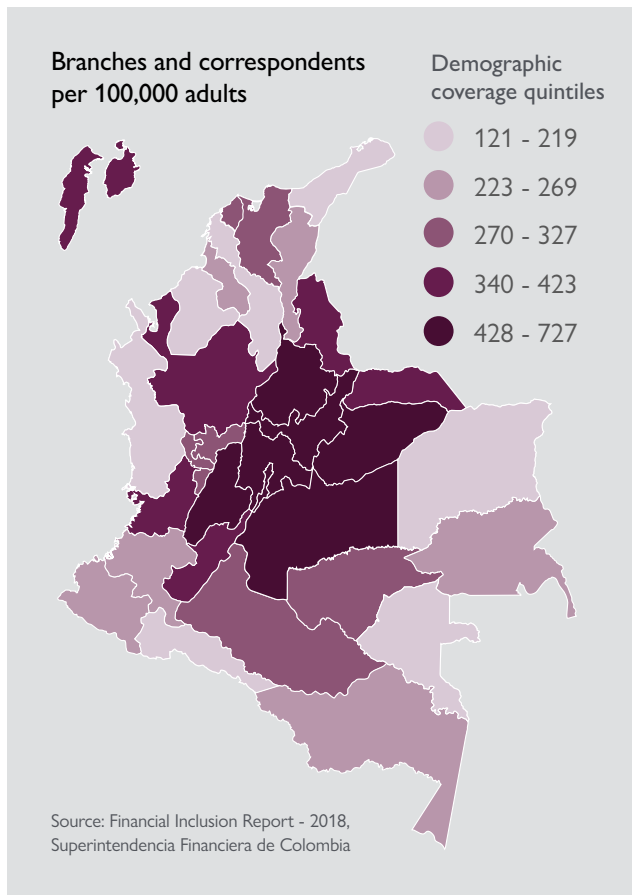 Branches and correspondents
per 100,000 adults
Demographic
coverage quintiles
121 - 219
223 - 269
270 - 327
340 - 423
428 - 727
Source: Financial Inclusion Report - 2018,
Superintendencia Financiera de Colombia